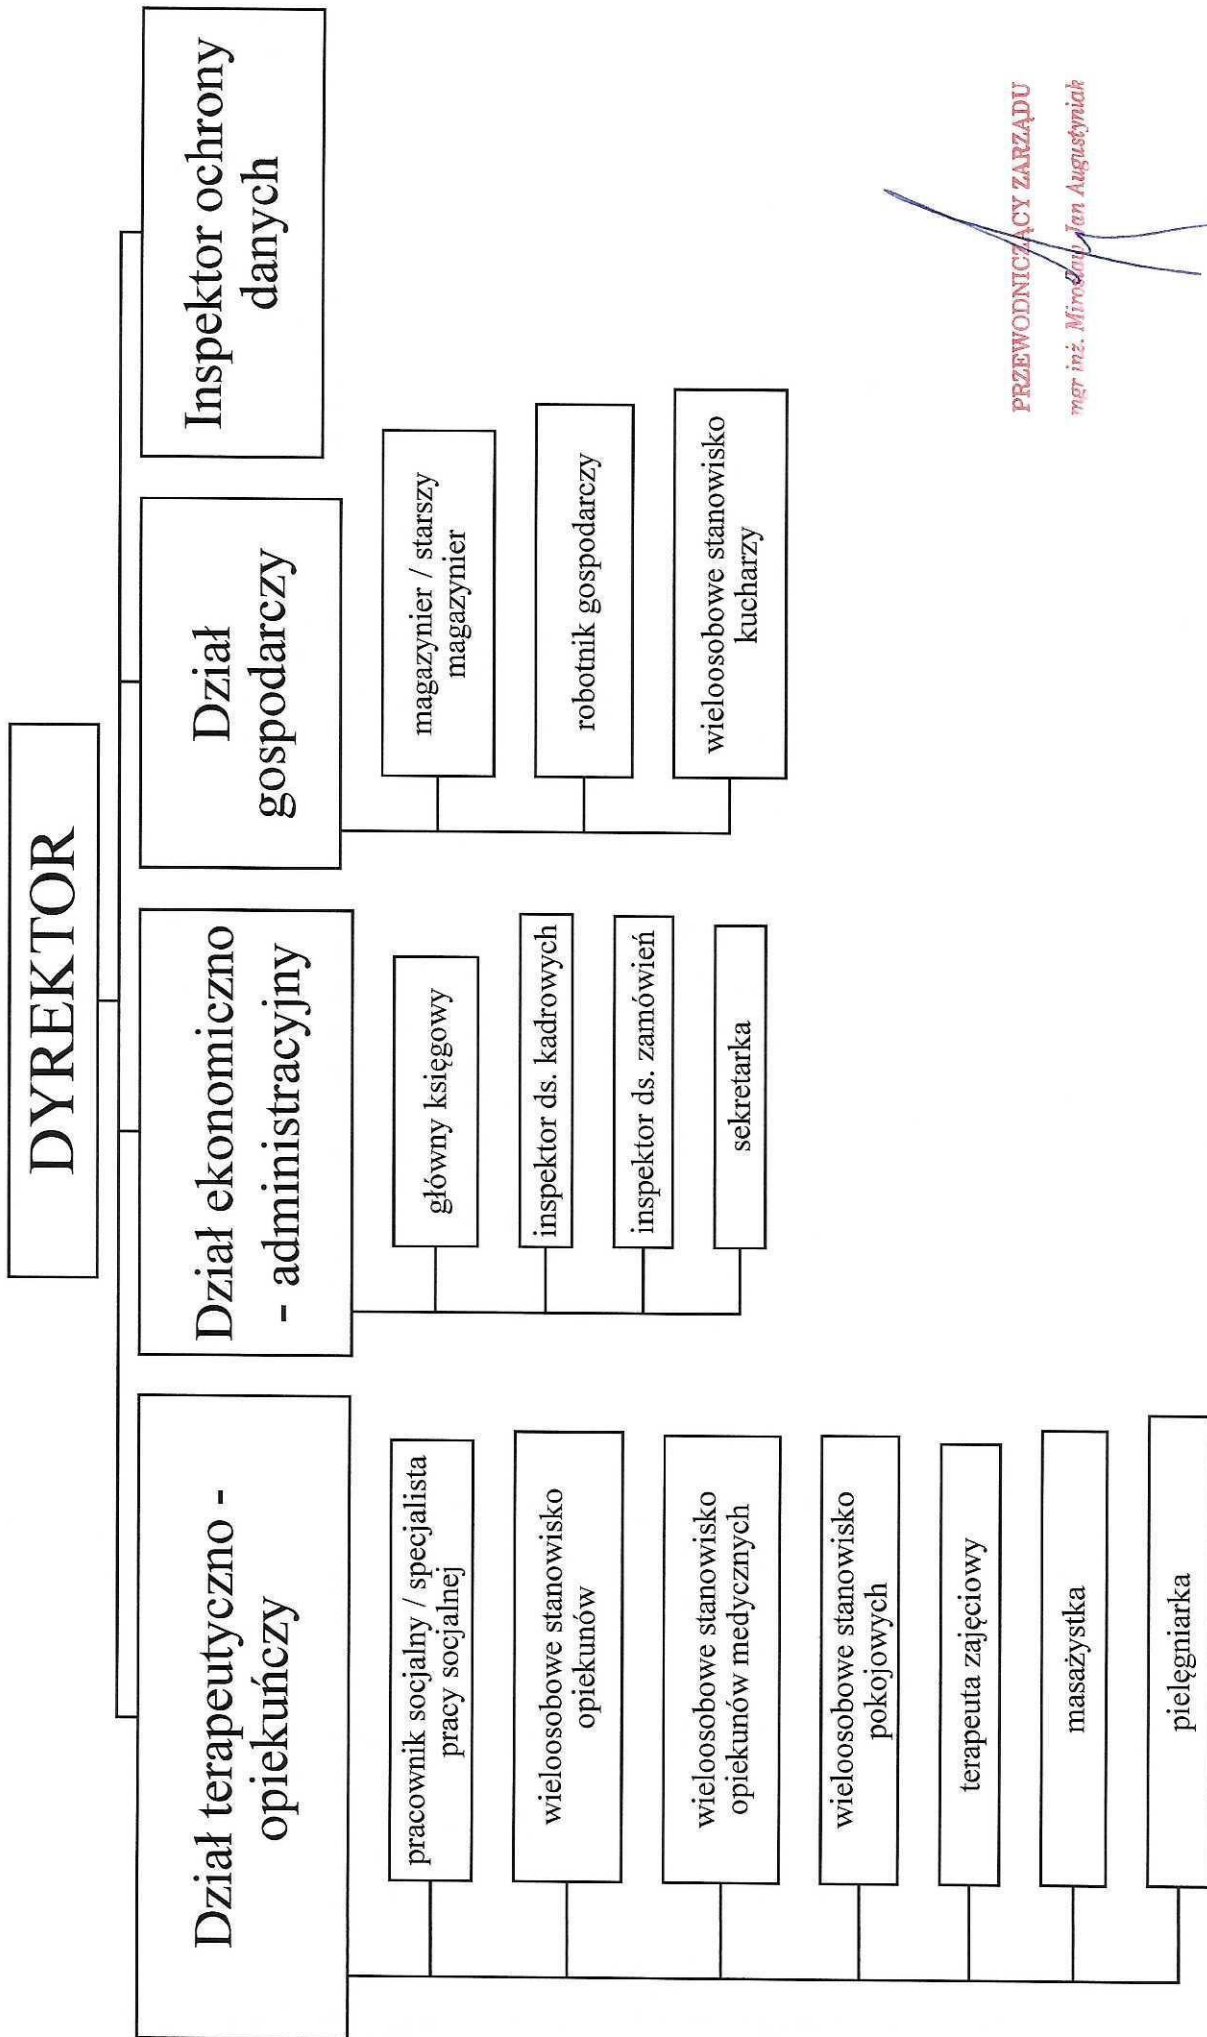 DYREKTOR
Dział terapeutyczno -
opiekuńczy
pracownik socjalny / specjalista
pracy socjalnej
wieloosobowe stanowisko
opiekunów
wieloosobowe stanowisko
opiekunów medycznych
wieloosobowe stanowisko
pokojowych
terapeuta zajęciowy
masażystka
pielęgniarka
Dział ekonomiczno
- administracyjny
główny księgowy
inspektor ds. kadrowych
inspektor ds. zamówień
sekretarka
Dział
gospodarczy
magazynier / starszy
magazynier
robotnik gospodarczy
wieloosobowe stanowisko
kucharzy
Inspektor ochrony
danych
PRZEWODNICZĄCY ZARZĄDU
mgr inż. Mirosław Jan Augustyniak